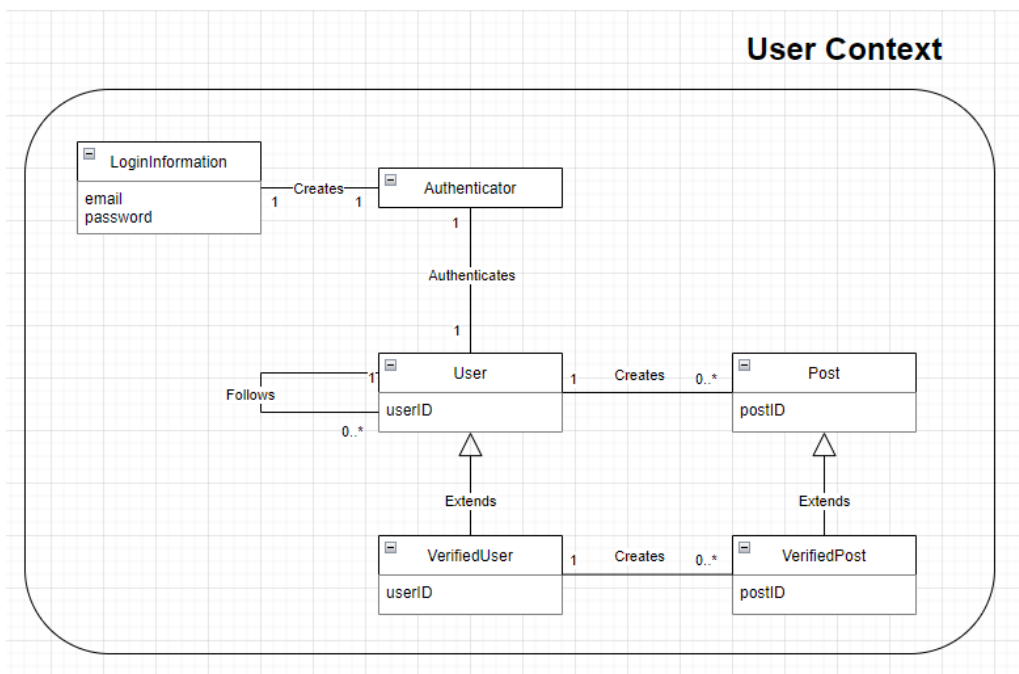 User Context
LoginInformation
email
password
Creates
1
1
Authenticator
1
Authenticates
1
User
userID
1
Follows
0..*
1
Creates
0..*
Post
postID
Extends
Extends
VerifiedUser
userID
1
Creates
0..*
VerifiedPost
postID